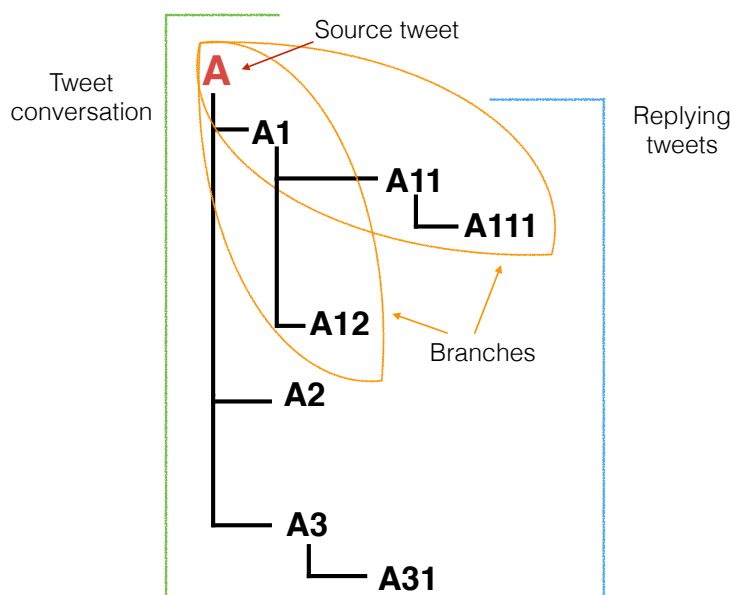 Source tweet
A
Tweet
conversation
Replying
tweets
A1
A11
A111
A12
Branches
A2
A3
A31